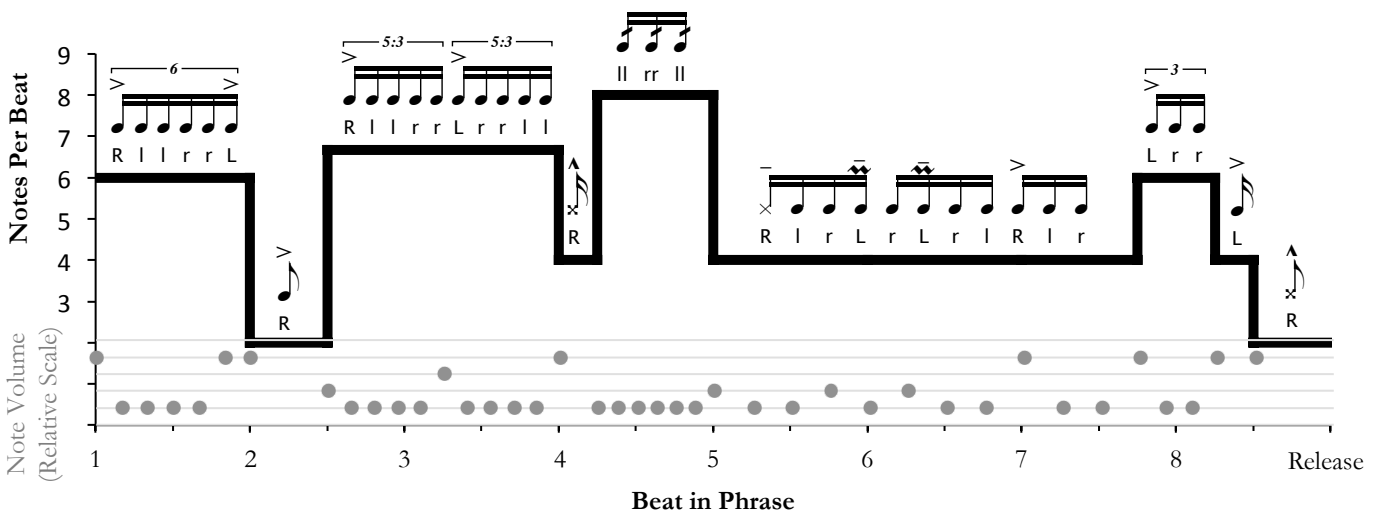 Notes Per Beat
9
8
7
6
5
4
3
Note Volume
(Relative Scale)
6
R l l r r L
R
5:3 5:3
R l l r r L r r l l
R
ll rr ll
R l r L r L r l R l r
3
L r r
L
R
1 2 3 4 5 6 7 8 Release
Beat in Phrase